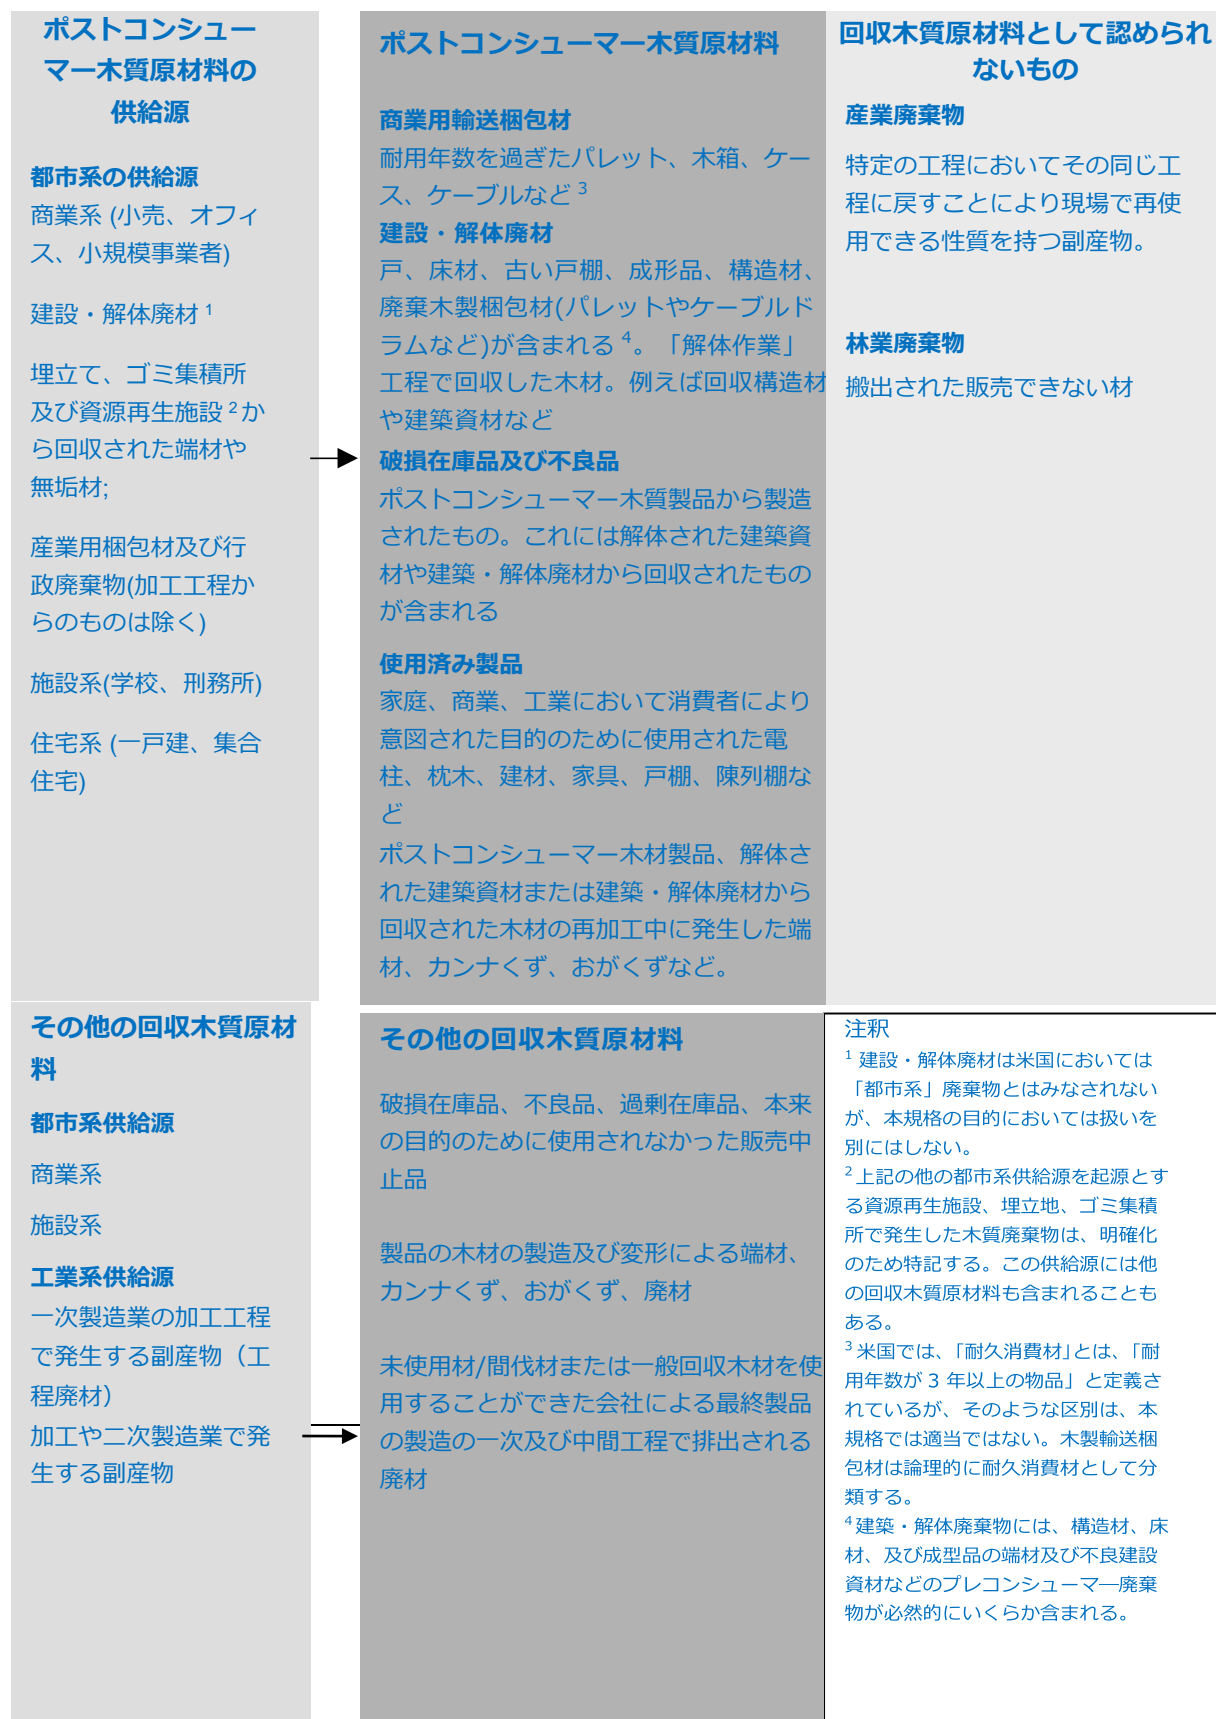 ポストコンシュー
マー木質原材料の
供給源
都市系の供給源
商業系 (小売、オフィ
ス、小規模事業者)
建設・解体廃材 1
埋立て、ゴミ集積所
及び資源再生施設 2 か
ら回収された端材や
無垢材;
産業用梱包材及び行
政廃棄物(加工工程か
らのものは除く)
施設系(学校、刑務所)
住宅系 (一戸建、集合
住宅)
ポストコンシューマー木質原材料
商業用輸送梱包材
耐用年数を過ぎたパレット、木箱、ケー
ス、ケーブルなど 3
建設・解体廃材
戸、床材、古い戸棚、成形品、構造材、
廃棄木製梱包材(パレットやケーブルド
ラムなど)が含まれる 4。「解体作業」
工程で回収した木材。例えば回収構造材
や建築資材など
破損在庫品及び不良品
ポストコンシューマー木質製品から製造
されたもの。これには解体された建築資
材や建築・解体廃材から回収されたもの
が含まれる
使用済み製品
家庭、商業、工業において消費者により
意図された目的のために使用された電
柱、枕木、建材、家具、戸棚、陳列棚な
ど
ポストコンシューマー木材製品、解体さ
れた建築資材または建築・解体廃材から
回収された木材の再加工中に発生した端
材、カンナくず、おがくずなど。
回収木質原材料として認められ
ないもの
産業廃棄物
特定の工程においてその同じ工
程に戻すことにより現場で再使
用できる性質を持つ副産物。
林業廃棄物
搬出された販売できない材
その他の回収木質原材
料
都市系供給源
商業系
施設系
工業系供給源
一次製造業の加工工程
で発生する副産物（工
程廃材）
加工や二次製造業で発
生する副産物
その他の回収木質原材料
破損在庫品、不良品、過剰在庫品、本来
の目的のために使用されなかった販売中
止品
製品の木材の製造及び変形による端材、
カンナくず、おがくず、廃材
未使用材/間伐材または一般回収木材を使
用することができた会社による最終製品
の製造の一次及び中間工程で排出される
廃材
注釈
1 建設・解体廃材は米国においては
「都市系」廃棄物とはみなされない
が、本規格の目的においては扱いを
別にはしない。
2 上記の他の都市系供給源を起源とす
る資源再生施設、埋立地、ゴミ集積
所で発生した木質廃棄物は、明確化
のため特記する。この供給源には他
の回収木質原材料も含まれることも
ある。
3 米国では、「耐久消費材」とは、「耐
用年数が 3 年以上の物品」と定義さ
れているが、そのような区別は、本
規格では適当ではない。木製輸送梱
包材は論理的に耐久消費材として分
類する。
4 建築・解体廃棄物には、構造材、床
材、及び成型品の端材及び不良建設
資材などのプレコンシューマ―廃棄
物が必然的にいくらか含まれる。